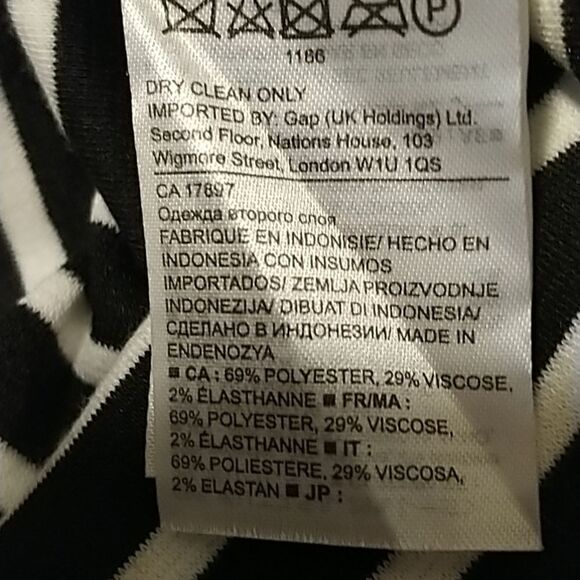 P
1186
DRY CLEAN ONLY
IMPORTED BY: Gap (UK Holdings) Ltd.
Second Floor, Nations House, 103
Wigmore Street, London W1U 1QS
CA 17897
Одежда второго слоя
FABRIQUÉ EN INDONISIE/ HECHO EN
INDONESIA CON INSUMOS
IMPORTADOS/ ZEMLJA PROIZVODNJE
INDONEZIJA/ DIBUAT DI INDONESIA/
СДЕЛАНО В ИНДОНЕЗИИ/ MADE IN
ENDENOZYA
■ CA : 69% POLYESTER, 29% VISCOSE,
2% ÉLASTHANNE ■ FR/MA :
69% POLYESTER, 29% VISCOSE,
2% ÉLASTHANNE ■ IT :
69% POLIESTERE, 29% VISCOSA,
2% ELASTAN ■ JP :